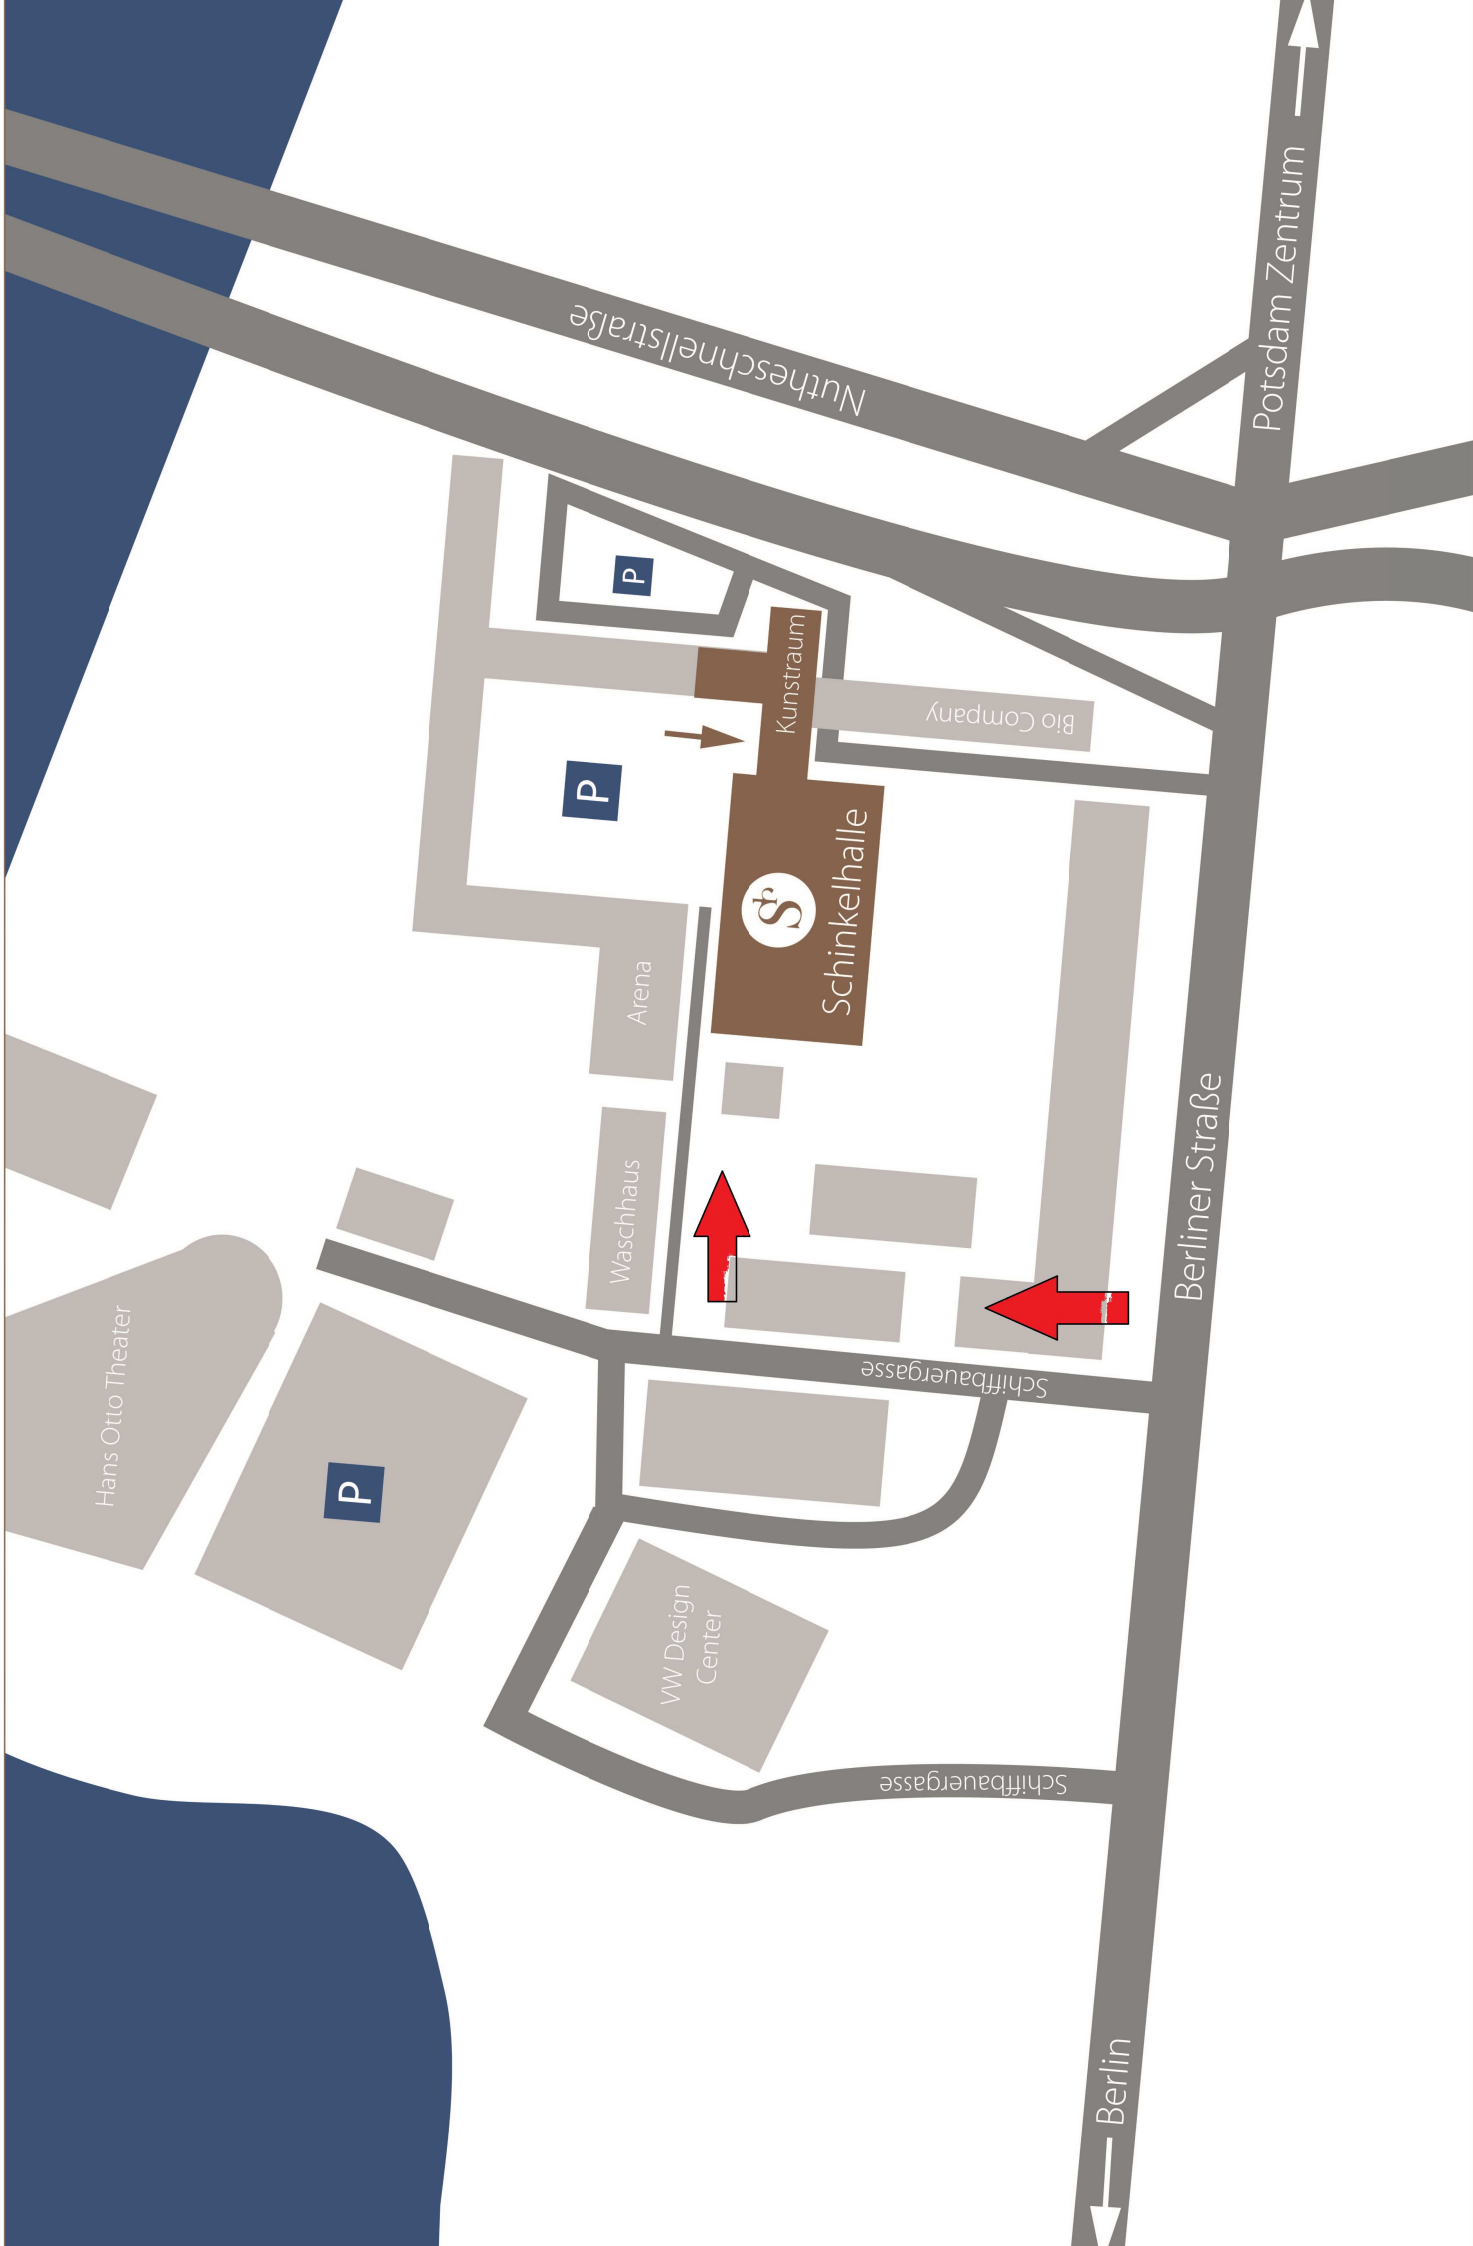 Potsdam Zentrum
Nutheschnellstraße
P
Kunstraum
Bio Company
P
Sch
Schinkelhalle
Arena
Berliner Straße
Waschhaus
Hans Otto Theater
Schiffbauergasse
P
VW Design
Center
Schiffbauergasse
Berlin